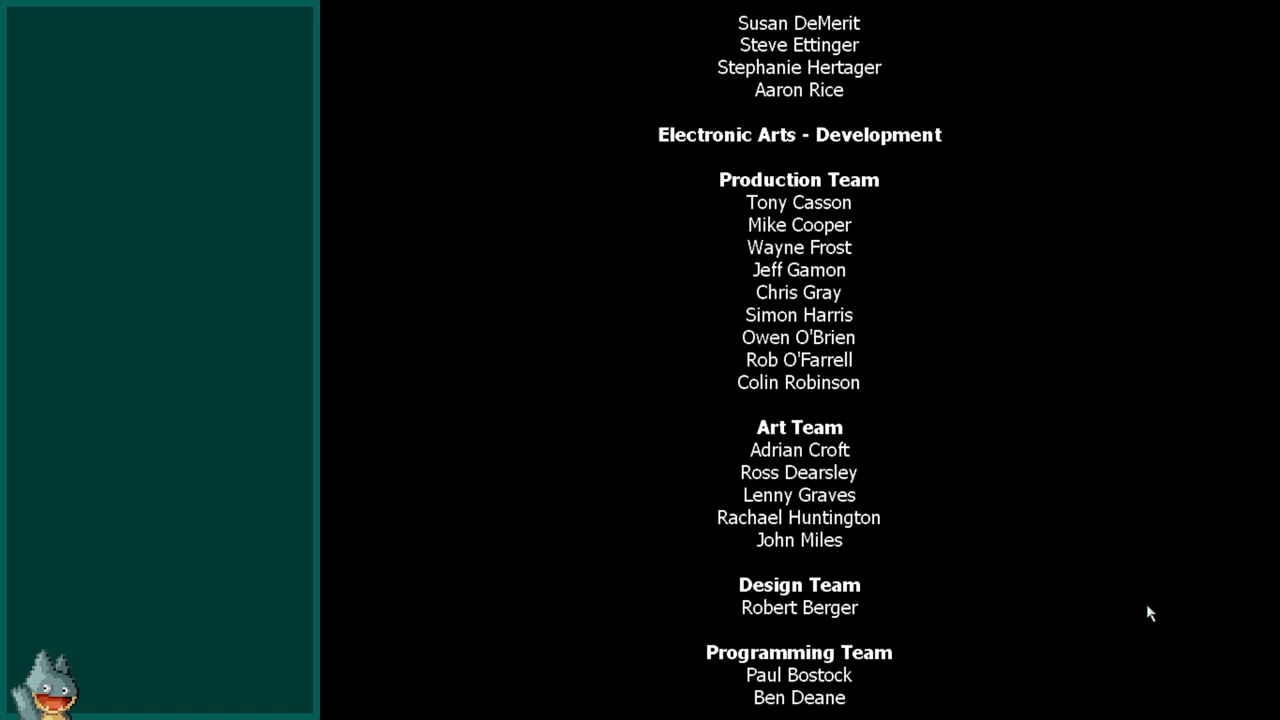 Susan DeMerit
Steve Ettinger
Stephanie Hertager
Aaron Rice
Electronic Arts - Development
Production Team
Tony Casson
Mike Cooper
Wayne Frost
Jeff Gamon
Chris Gray
Simon Harris
Owen O'Brien
Rob O'Farrell
Colin Robinson
Art Team
Adrian Croft
Ross Dearsley
Lenny Graves
Rachael Huntington
John Miles
Design Team
Robert Berger
Programming Team
Paul Bostock
Ben Deane